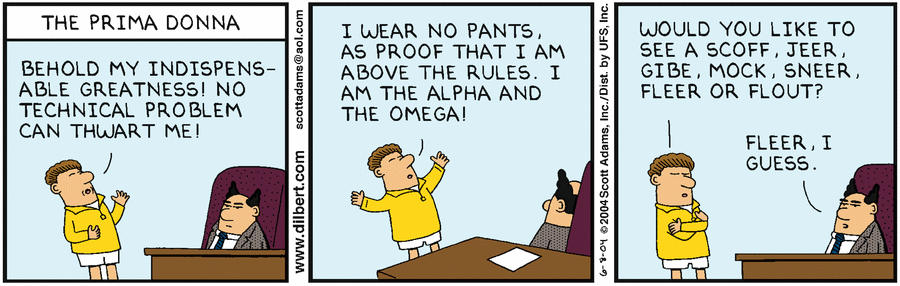 THE PRIMA DONNA
BEHOLD MY INDISPENS-
ABLE GREATNESS! NO
TECHNICAL PROBLEM
CAN THWART ME!
www.dilbert.com scottadams@aol.com
I WEAR NO PANTS,
AS PROOF THAT I AM
ABOVE THE RULES. I
AM THE ALPHA AND
THE OMEGA!
6-8-04 ©2004 Scott Adams, Inc./Dist. by UFS, Inc.
WOULD YOU LIKE TO
SEE A SCOFF, JEER,
GIBE, MOCK, SNEER,
FLEER OR FLOUT?
FLEER, I
GUESS.